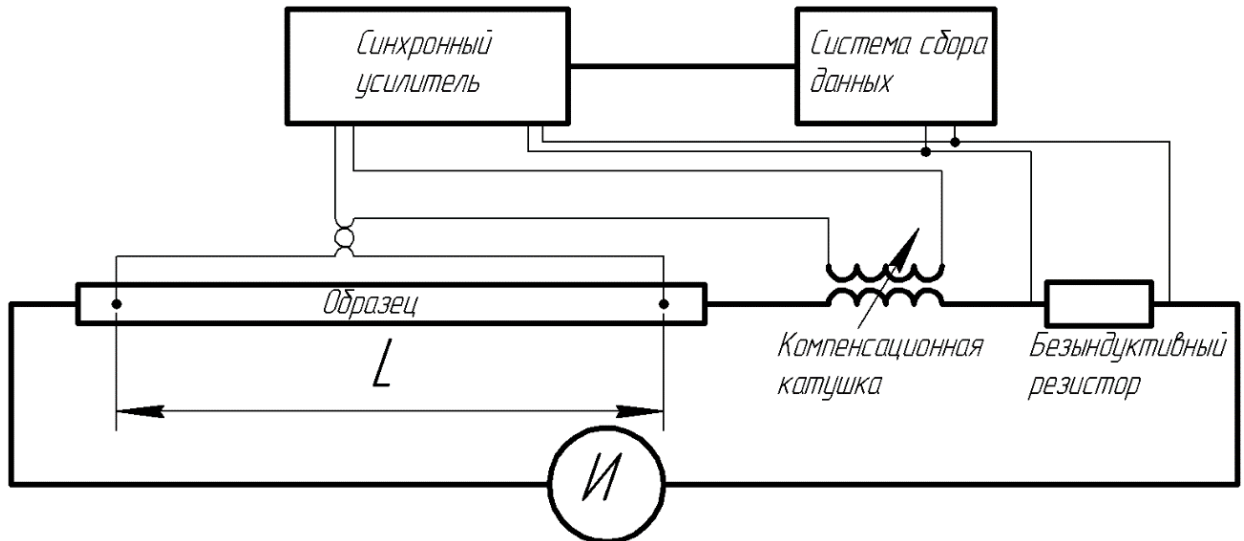 Синхронный
усилитель
Система сбора
данных
Образец
L
Компенсационная
катушка
Безындуктивный
резистор
И